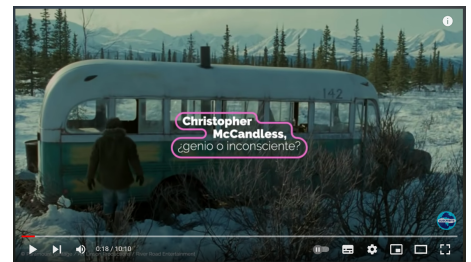 142
Christopher
McCandless,
¿genio o inconsciente?
0:18 / 10:10